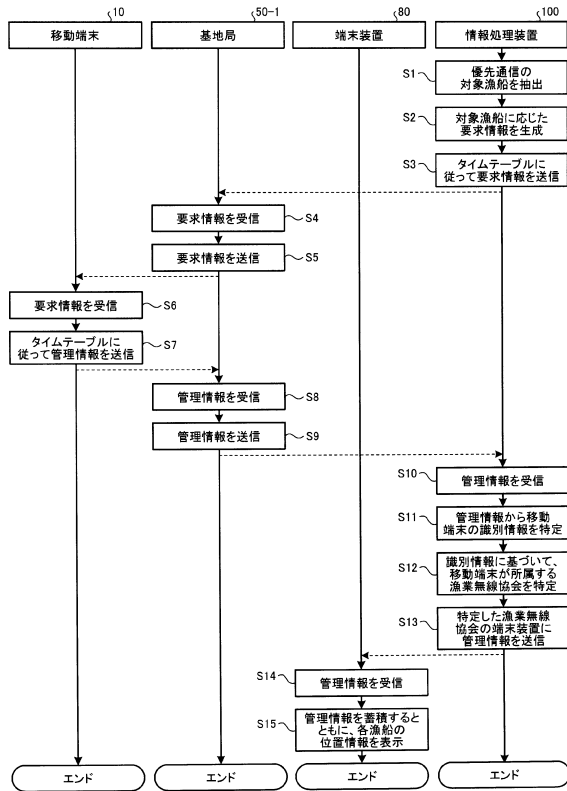 10
50-1
80
100
移動端末
基地局
端末装置
情報処理装置
S1
優先通信の
対象漁船を抽出
S2
対象漁船に応じた
要求情報を生成
S3
タイムテーブルに
従って要求情報を送信
要求情報を受信
S4
要求情報を送信
S5
要求情報を受信
S6
タイムテーブルに
従って管理情報を送信
S7
管理情報を受信
S8
管理情報を送信
S9
S10
管理情報を受信
S11
管理情報から移動
端末の識別情報を特定
S12
識別情報に基づいて、
移動端末が所属する
漁業無線協会を特定
S13
特定した漁業無線
協会の端末装置に
管理情報を送信
S14
管理情報を受信
S15
管理情報を蓄積すると
ともに、各漁船の
位置情報を表示
エンド
エンド
エンド
エンド